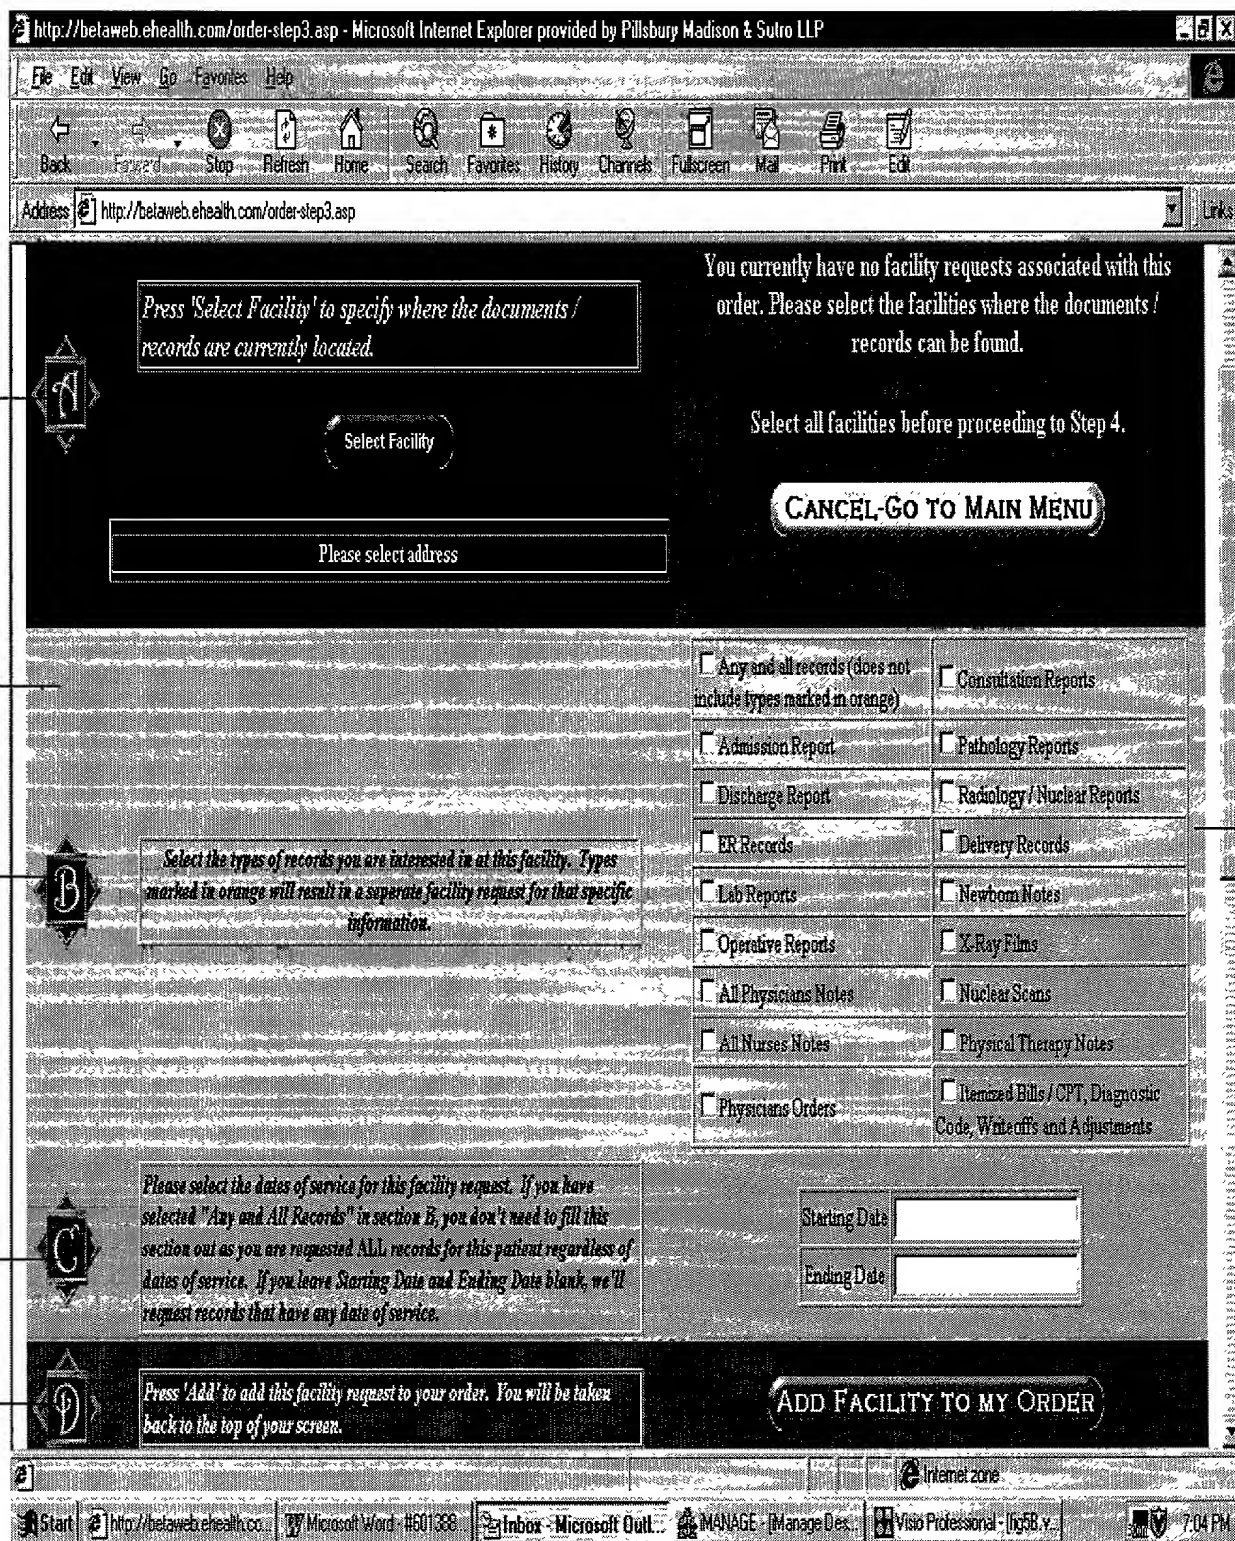 http://betaweb.ehealth.com/order-step3.asp - Microsoft Internet Explorer provided by Pillsbury Madison & Sutro LLP
File Edit View Go Favorites Help
Back Forward Stop Refresh Home Search Favorites History Channels Fullscreen Mail Print Edit
Address http://betaweb.ehealth.com/order-step3.asp Links
A
Press 'Select Facility' to specify where the documents /
records are currently located.
Select Facility
Please select address
You currently have no facility requests associated with this
order. Please select the facilities where the documents /
records can be found.
Select all facilities before proceeding to Step 4.
CANCEL-GO TO MAIN MENU
B
Select the types of records you are interested in at this facility. Types
marked in orange will result in a seperate facility request for that specific
information.
Any and all records (does not
include types marked in orange)
Consultation Reports
Admission Report
Pathology Reports
Discharge Report
Radiology / Nuclear Reports
ER Records
Delivery Records
Lab Reports
Newborn Notes
Operative Reports
X-Ray Films
All Physicians Notes
Nuclear Scans
All Nurses Notes
Physical Therapy Notes
Physicians Orders
Itemized Bills / CPT, Diagnostic
Code, Writeoffs and Adjustments
C
Please select the dates of service for this facility request. If you have
selected "Any and All Records" in section B, you don't need to fill this
section out as you are requested ALL records for this patient regardless of
dates of service. If you leave Starting Date and Ending Date blank, we'll
request records that have any date of service.
Starting Date
Ending Date
D
Press 'Add' to add this facility request to your order. You will be taken
back to the top of your screen.
ADD FACILITY TO MY ORDER
Internet zone
Start http://betaweb.ehealth.co... Microsoft Word - #601388... Inbox - Microsoft Outl... MANAGE - [Manage Des... Visio Professional - [fig5B.v... 7:04 PM